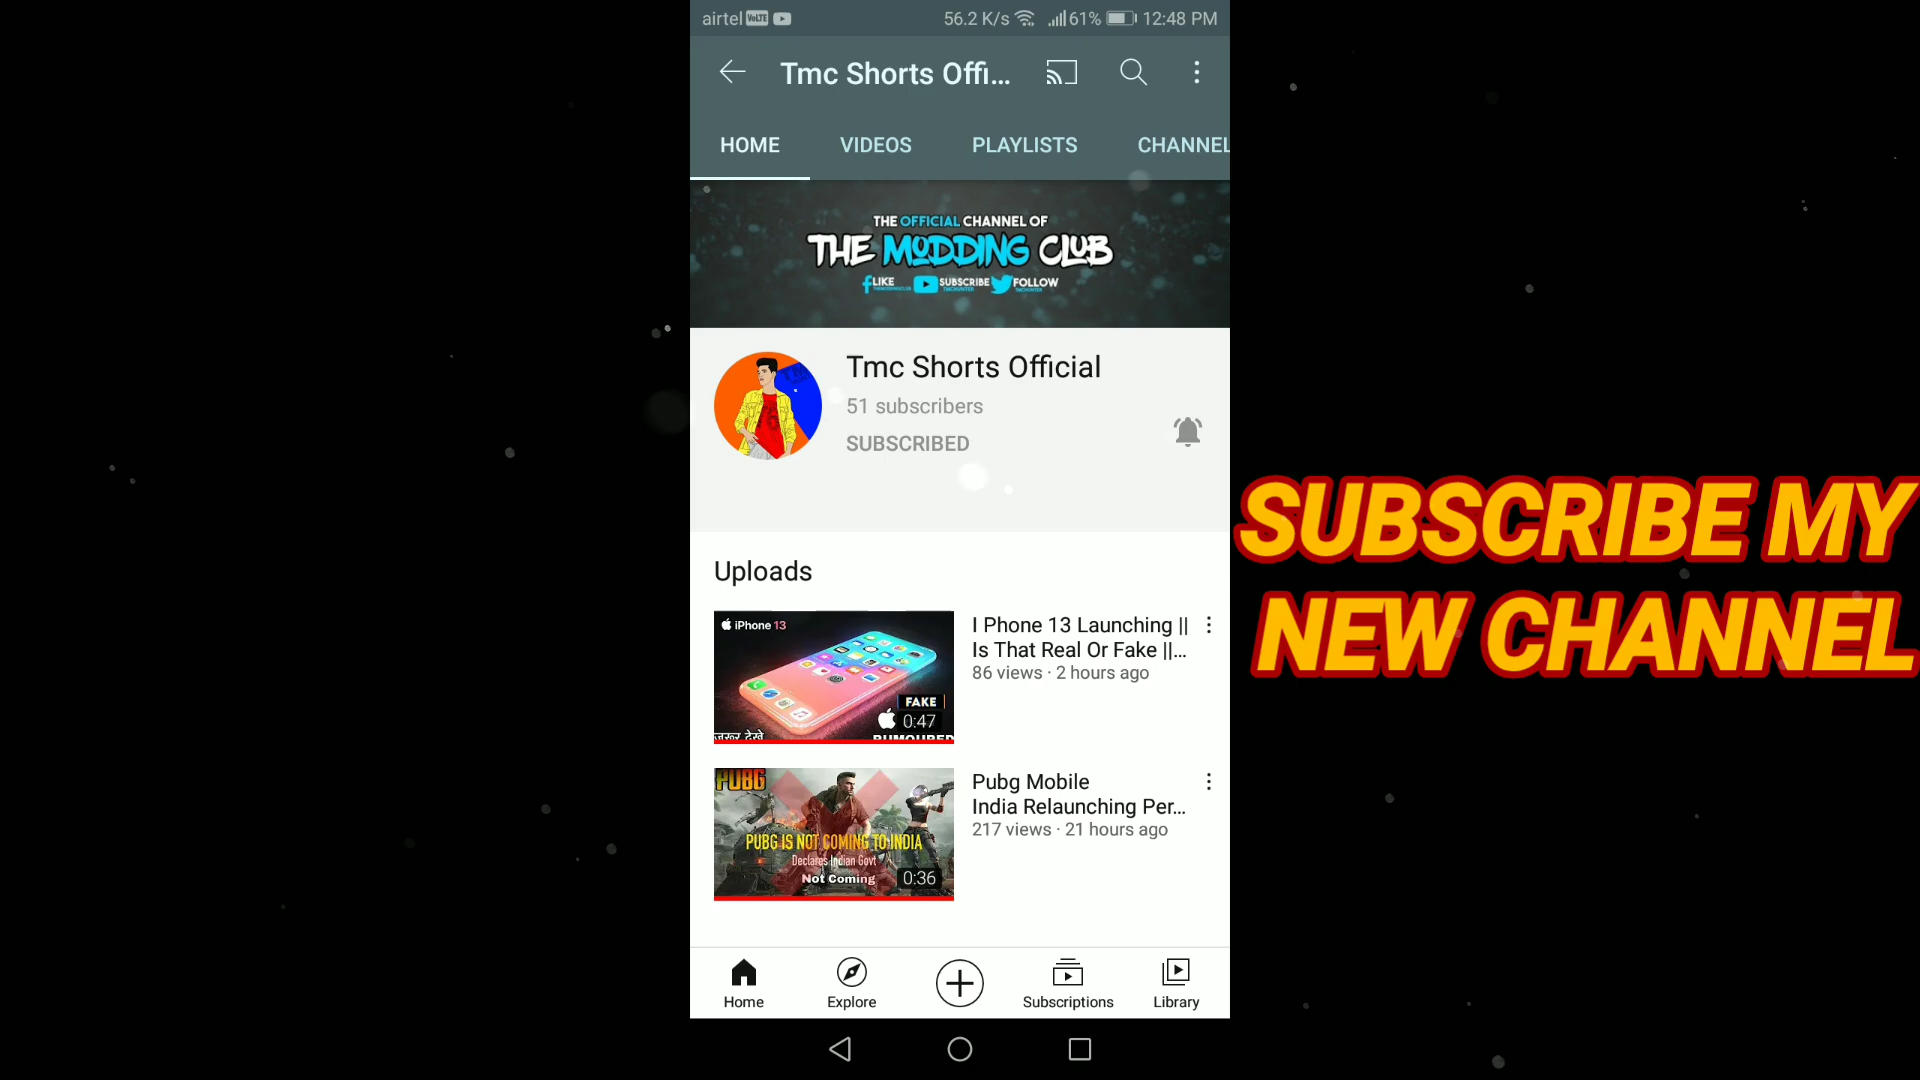 airtel VoLTE 56.2 K/s 61% 12:48 PM
Tmc Shorts Offi...
HOME VIDEOS PLAYLISTS CHANNEL
THE OFFICIAL CHANNEL OF
THE MODDING CLUB
LIKE SUBSCRIBE FOLLOW
Tmc Shorts Official
51 subscribers
SUBSCRIBED
SUBSCRIBE MY
NEW CHANNEL
Uploads
iPhone 13
FAKE
0:47
जरूर देखे
RUMOURED
I Phone 13 Launching ||
Is That Real Or Fake ||...
86 views · 2 hours ago
PUBG
PUBG IS NOT COMING TO INDIA
Declares Indian Govt
Not Coming
0:36
Pubg Mobile
India Relaunching Per...
217 views · 21 hours ago
Home Explore Subscriptions Library